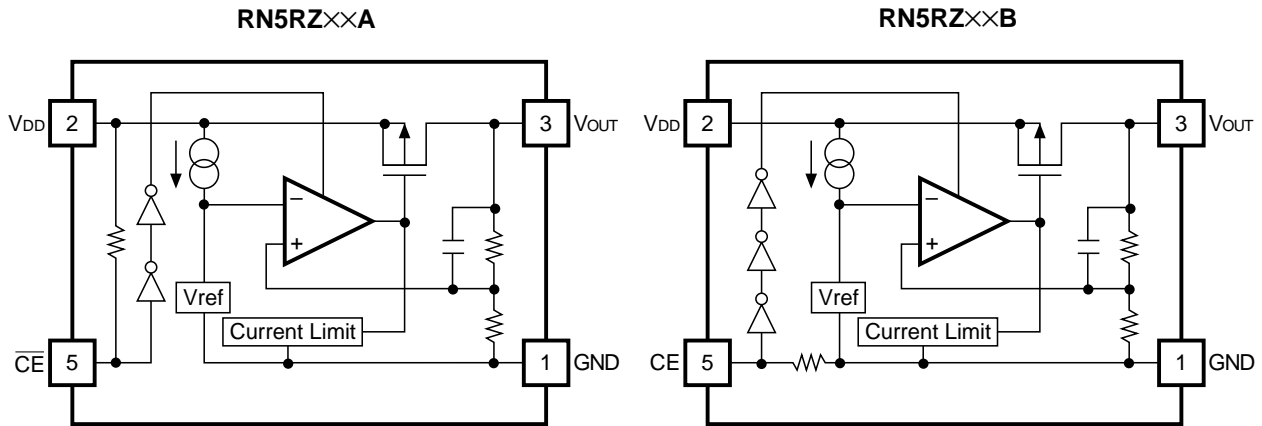 RN5RZ××A
VDD 2
3 VOUT
−
+
Vref
Current Limit
C̅E̅ 5
1 GND
RN5RZ××B
VDD 2
3 VOUT
−
+
Vref
Current Limit
CE 5
1 GND